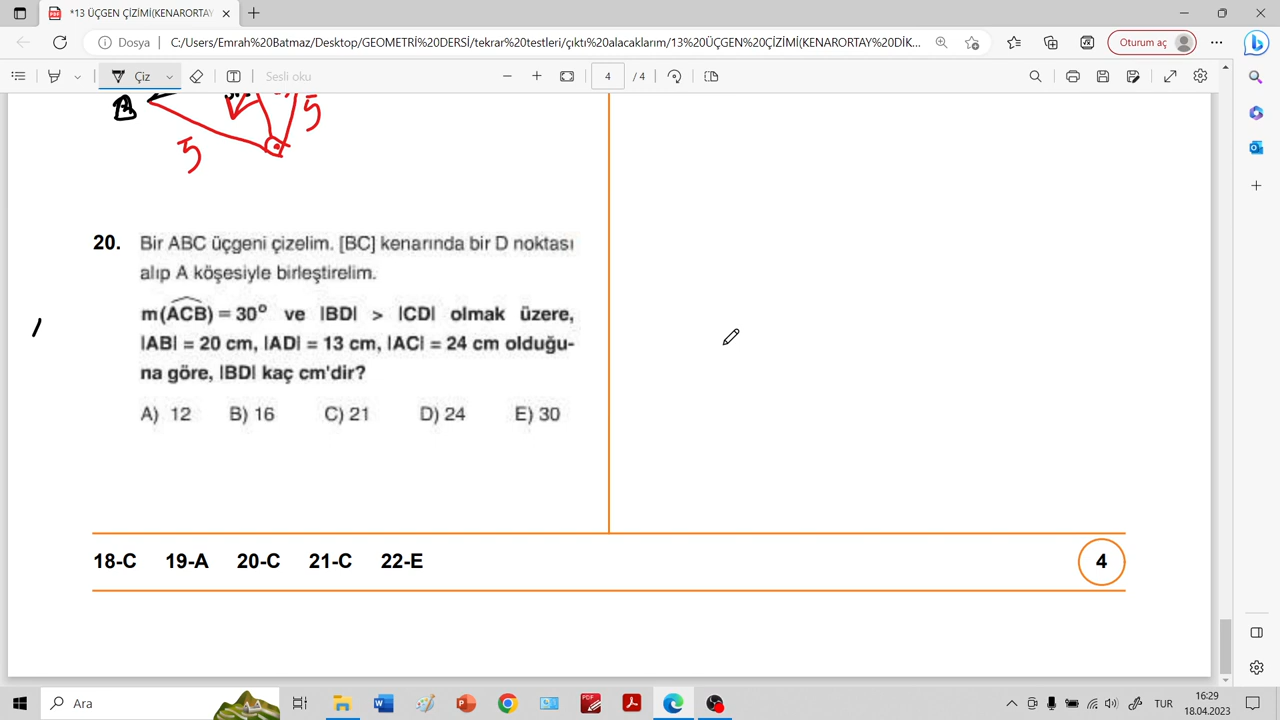 *13 ÜÇGEN ÇİZİMİ(KENARORTAY
Dosya C:/Users/Emrah%20Batmaz/Desktop/GEOMETRİ%20DERSİ/tekrar%20testleri/çıktı%20alacaklarım/13%20ÜÇGEN%20ÇİZİMİ(KENARORTAY%20DİK... Oturum aç
Çiz Sesli oku 4 / 4
B 5
5
20. Bir ABC üçgeni çizelim. [BC] kenarında bir D noktası
alıp A köşesiyle birleştirelim.
m(ACB) = 30° ve |BD| > |CD| olmak üzere,
|AB| = 20 cm, |AD| = 13 cm, |AC| = 24 cm olduğu-
na göre, |BD| kaç cm'dir?
A) 12 B) 16 C) 21 D) 24 E) 30
18-C 19-A 20-C 21-C 22-E 4
Ara TUR 16:29
18.04.2023